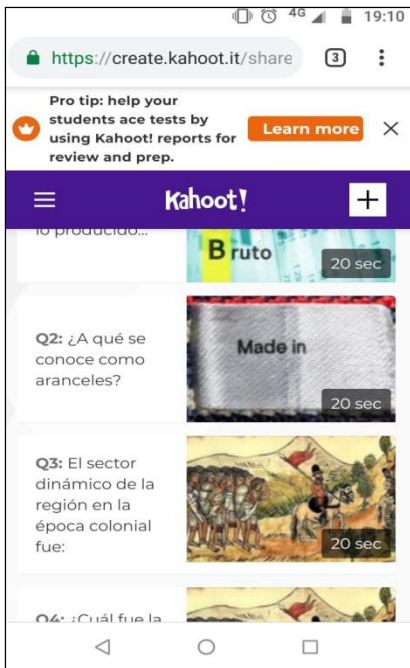 4G 19:10
https://create.kahoot.it/share 3
Pro tip: help your
students ace tests by
using Kahoot! reports for
review and prep.
Learn more
Kahoot!
lo producido...
Bruto
20 sec
Q2: ¿A qué se
conoce como
aranceles?
Made in
20 sec
Q3: El sector
dinámico de la
región en la
época colonial
fue:
20 sec
Q4: ¿Cuál fue la